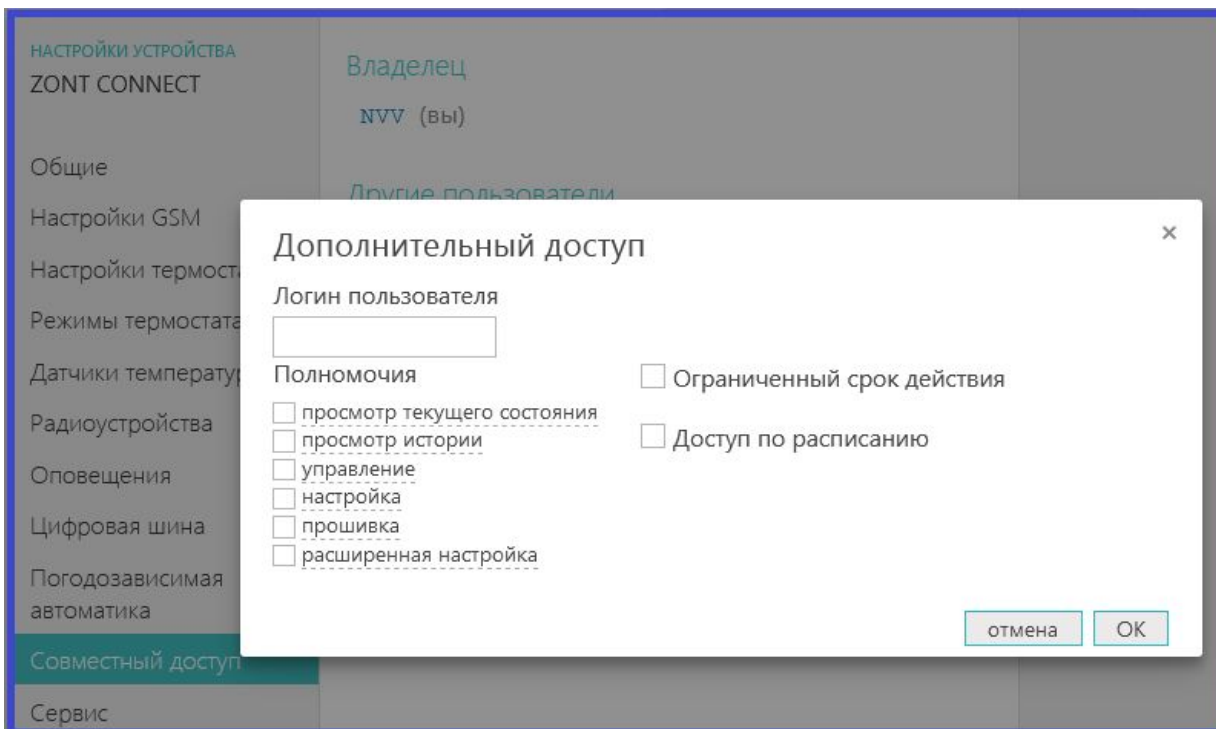 НАСТРОЙКИ УСТРОЙСТВА
ZONT CONNECT
Общие
Настройки GSM
Настройки
Режимы термостата
Датчики
Радиоустройства
Оповещения
Цифровая шина
Погодозависимая
автоматика
Совместный доступ
Сервис
Владелец
NVV (вы)
Другие пользователи
Дополнительный доступ
×
Логин пользователя
Полномочия
просмотр текущего состояния
просмотр истории
управление
настройка
прошивка
расширенная настройка
Ограниченный срок действия
Доступ по расписанию
отмена
OK